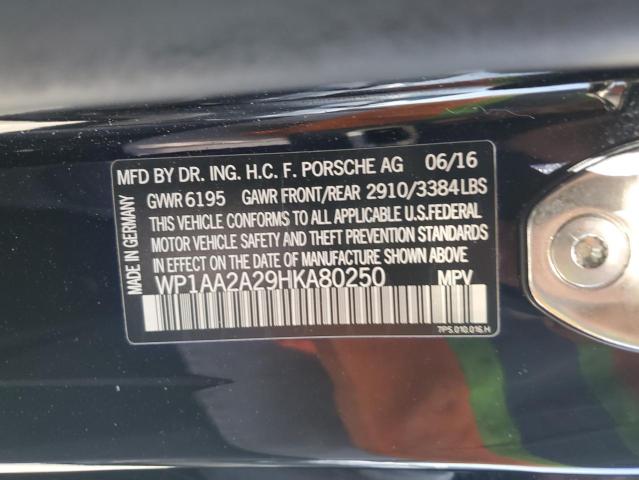 MFD BY DR. ING. H.C. F. PORSCHE AG 06/16
GVWR 6195 GAWR FRONT/REAR 2910/3384LBS
THIS VEHICLE CONFORMS TO ALL APPLICABLE U.S.FEDERAL
MOTOR VEHICLE SAFETY AND THEFT PREVENTION STANDARDS
IN EFFECT ON THE DATE OF MANUFACTURE SHOWN ABOVE
WP1AA2A29HKA80250 MPV
7P5.010.016.H
MADE IN GERMANY